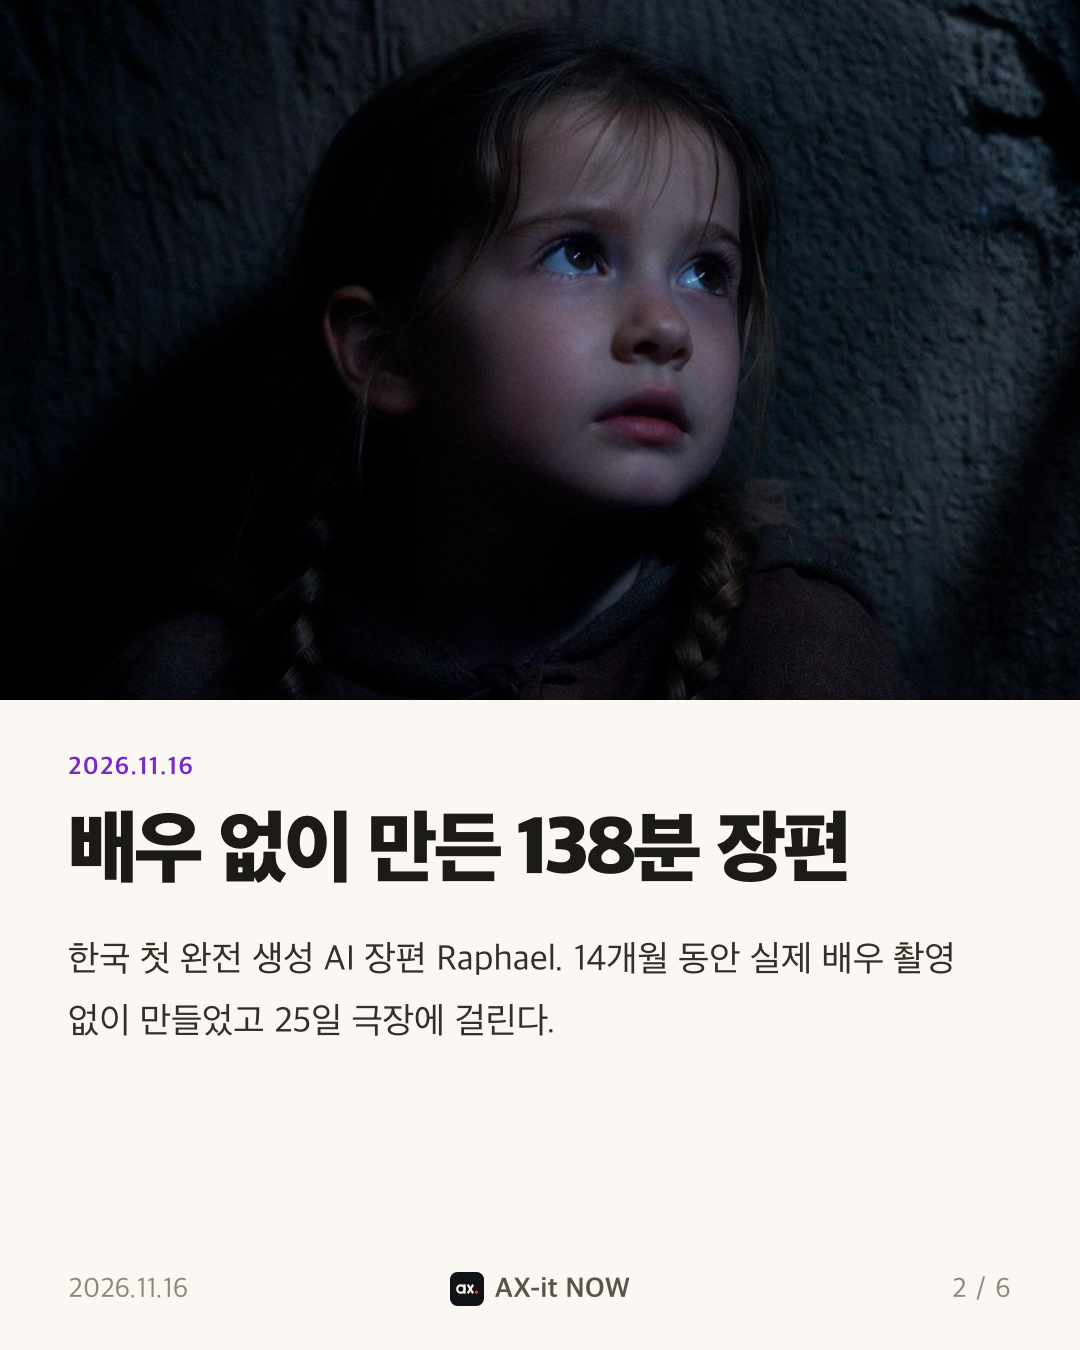 2026.11.16
배우 없이 만든 138분 장편
한국 첫 완전 생성 AI 장편 Raphael. 14개월 동안 실제 배우 촬영
없이 만들었고 25일 극장에 걸린다.
2026.11.16
ax.
AX-it NOW
2 / 6